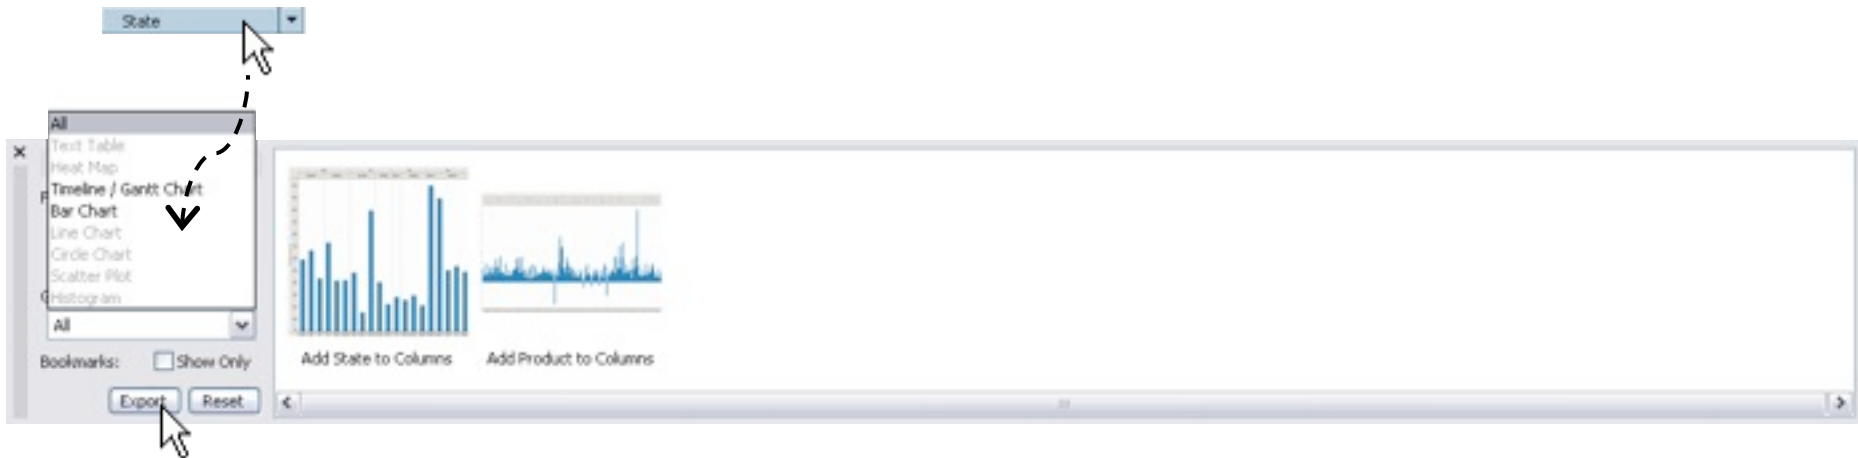 State
All
Text Table
Heat Map
Timeline / Gantt Chart
Bar Chart
Line Chart
Circle Chart
Scatter Plot
Histogram
All
Bookmarks: Show Only
Export Reset
Add State to Columns Add Product to Columns